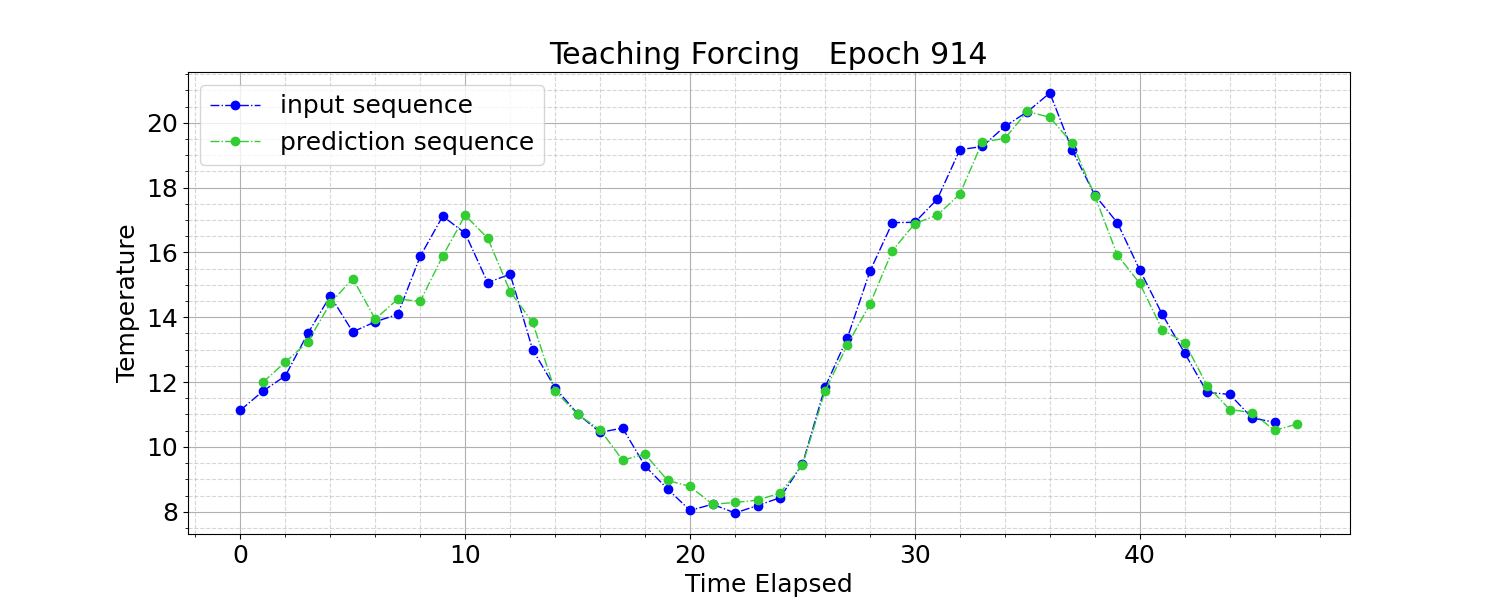 Teaching Forcing   Epoch 914
input sequence
prediction sequence
Temperature
20
18
16
14
12
10
8
0 10 20 30 40
Time Elapsed